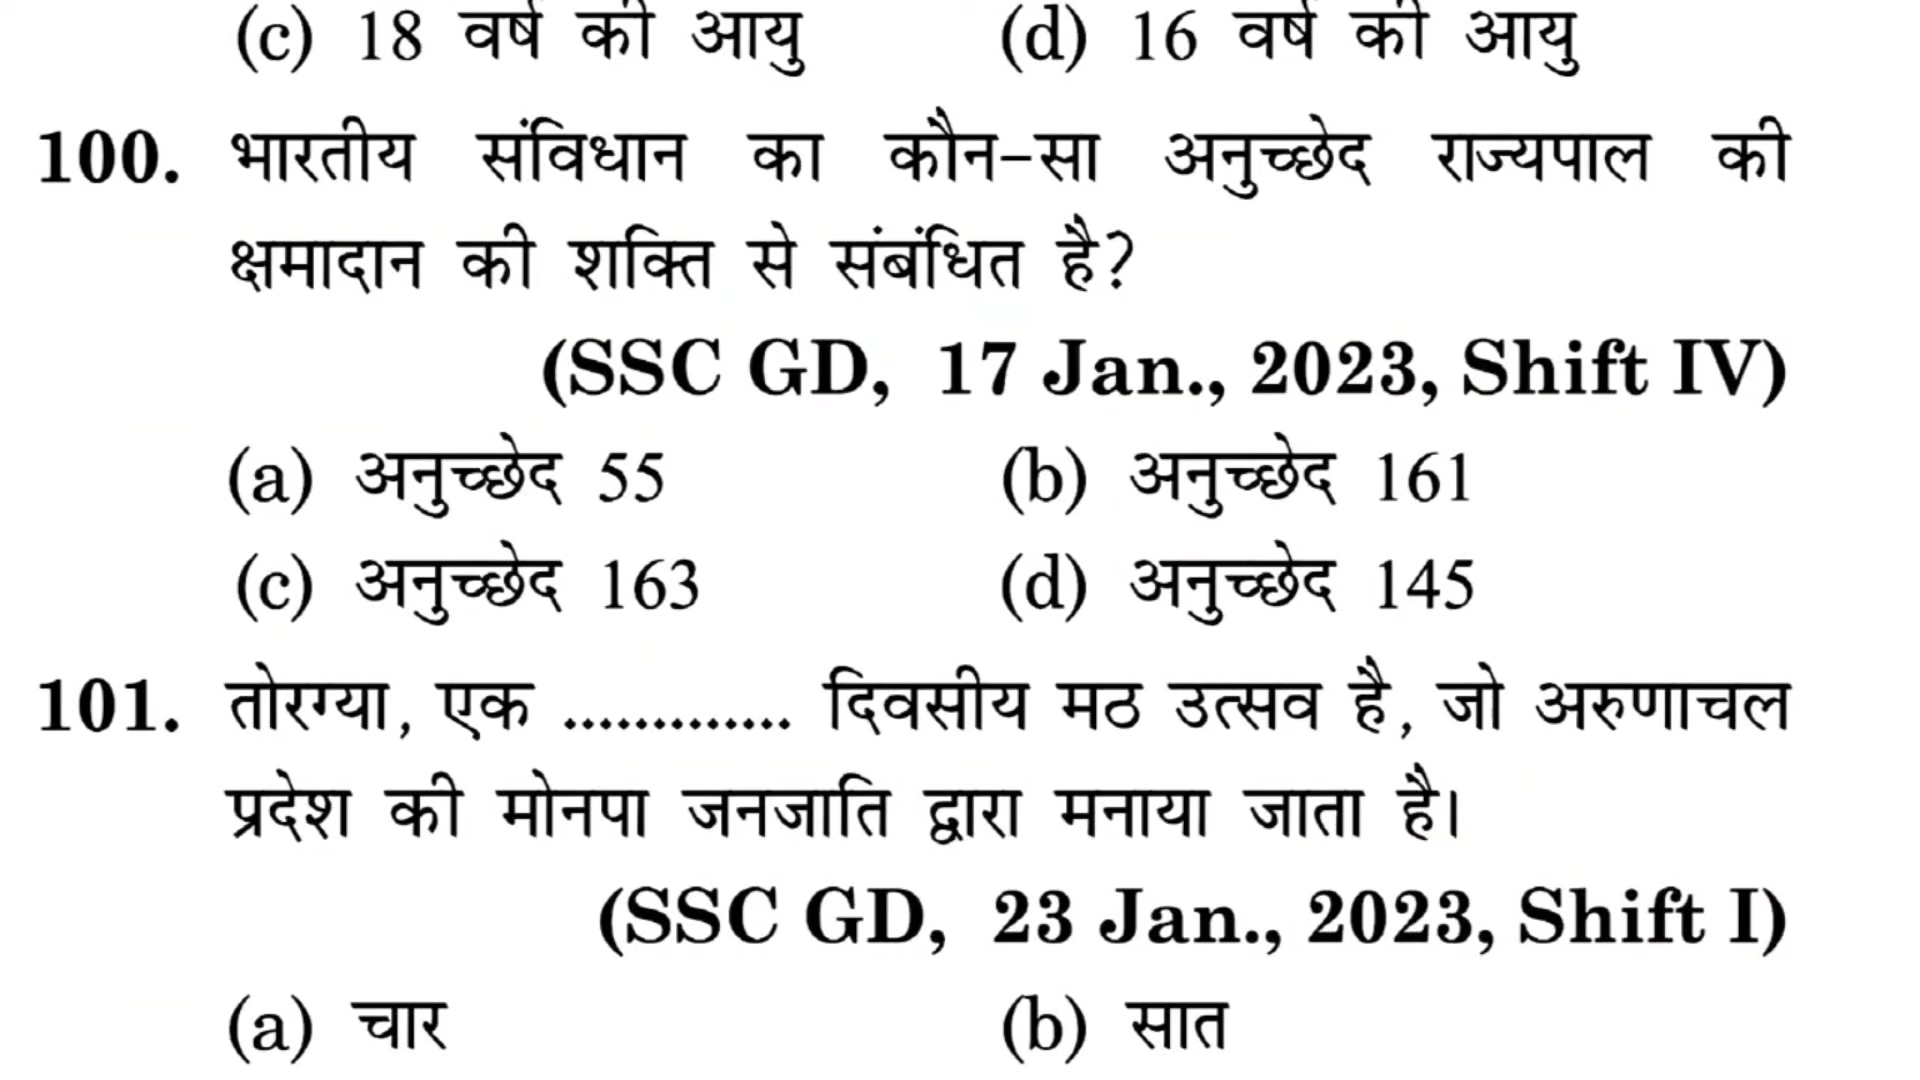 (c) 18 वर्ष की आयु (d) 16 वर्ष की आयु
100. भारतीय संविधान का कौन-सा अनुच्छेद राज्यपाल की
क्षमादान की शक्ति से संबंधित है?
(SSC GD, 17 Jan., 2023, Shift IV)
(a) अनुच्छेद 55 (b) अनुच्छेद 161
(c) अनुच्छेद 163 (d) अनुच्छेद 145
101. तोरग्या, एक ............. दिवसीय मठ उत्सव है, जो अरुणाचल
प्रदेश की मोनपा जनजाति द्वारा मनाया जाता है।
(SSC GD, 23 Jan., 2023, Shift I)
(a) चार (b) सात